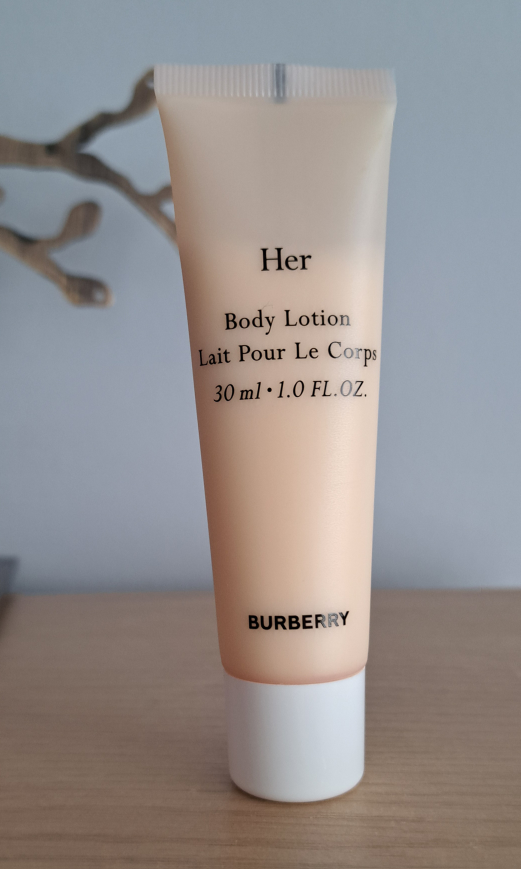 Her
Body Lotion
Lait Pour Le Corps
30 ml • 1.0 FL.OZ.
BURBERRY